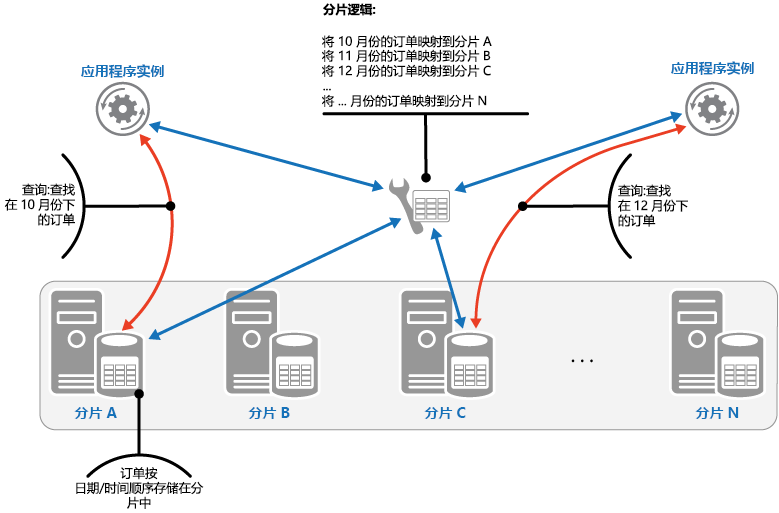 分片逻辑:
将 10 月份的订单映射到分片 A
将 11 月份的订单映射到分片 B
将 12 月份的订单映射到分片 C
...
将 ... 月份的订单映射到分片 N
应用程序实例
应用程序实例
查询:查找
在 10 月份下
的订单
查询:查找
在 12 月份下
的订单
...
分片 A
分片 B
分片 C
分片 N
订单按
日期/时间顺序存储在分
片中